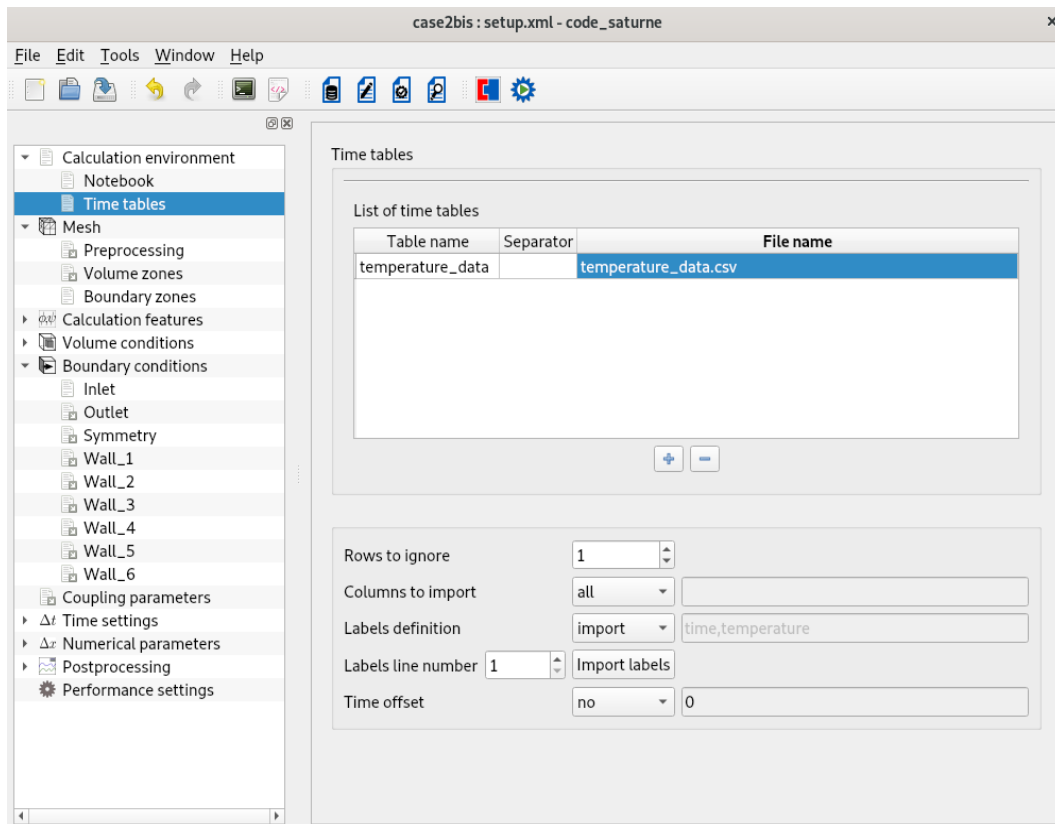 case2bis : setup.xml - code_saturne
File Edit Tools Window Help
Calculation environment
Notebook
Time tables
Mesh
Preprocessing
Volume zones
Boundary zones
Calculation features
Volume conditions
Boundary conditions
Inlet
Outlet
Symmetry
Wall_1
Wall_2
Wall_3
Wall_4
Wall_5
Wall_6
Coupling parameters
Δt Time settings
Δx Numerical parameters
Postprocessing
Performance settings
Time tables
List of time tables
Table name Separator File name
temperature_data temperature_data.csv
Rows to ignore 1
Columns to import all
Labels definition import time,temperature
Labels line number 1 Import labels
Time offset no 0